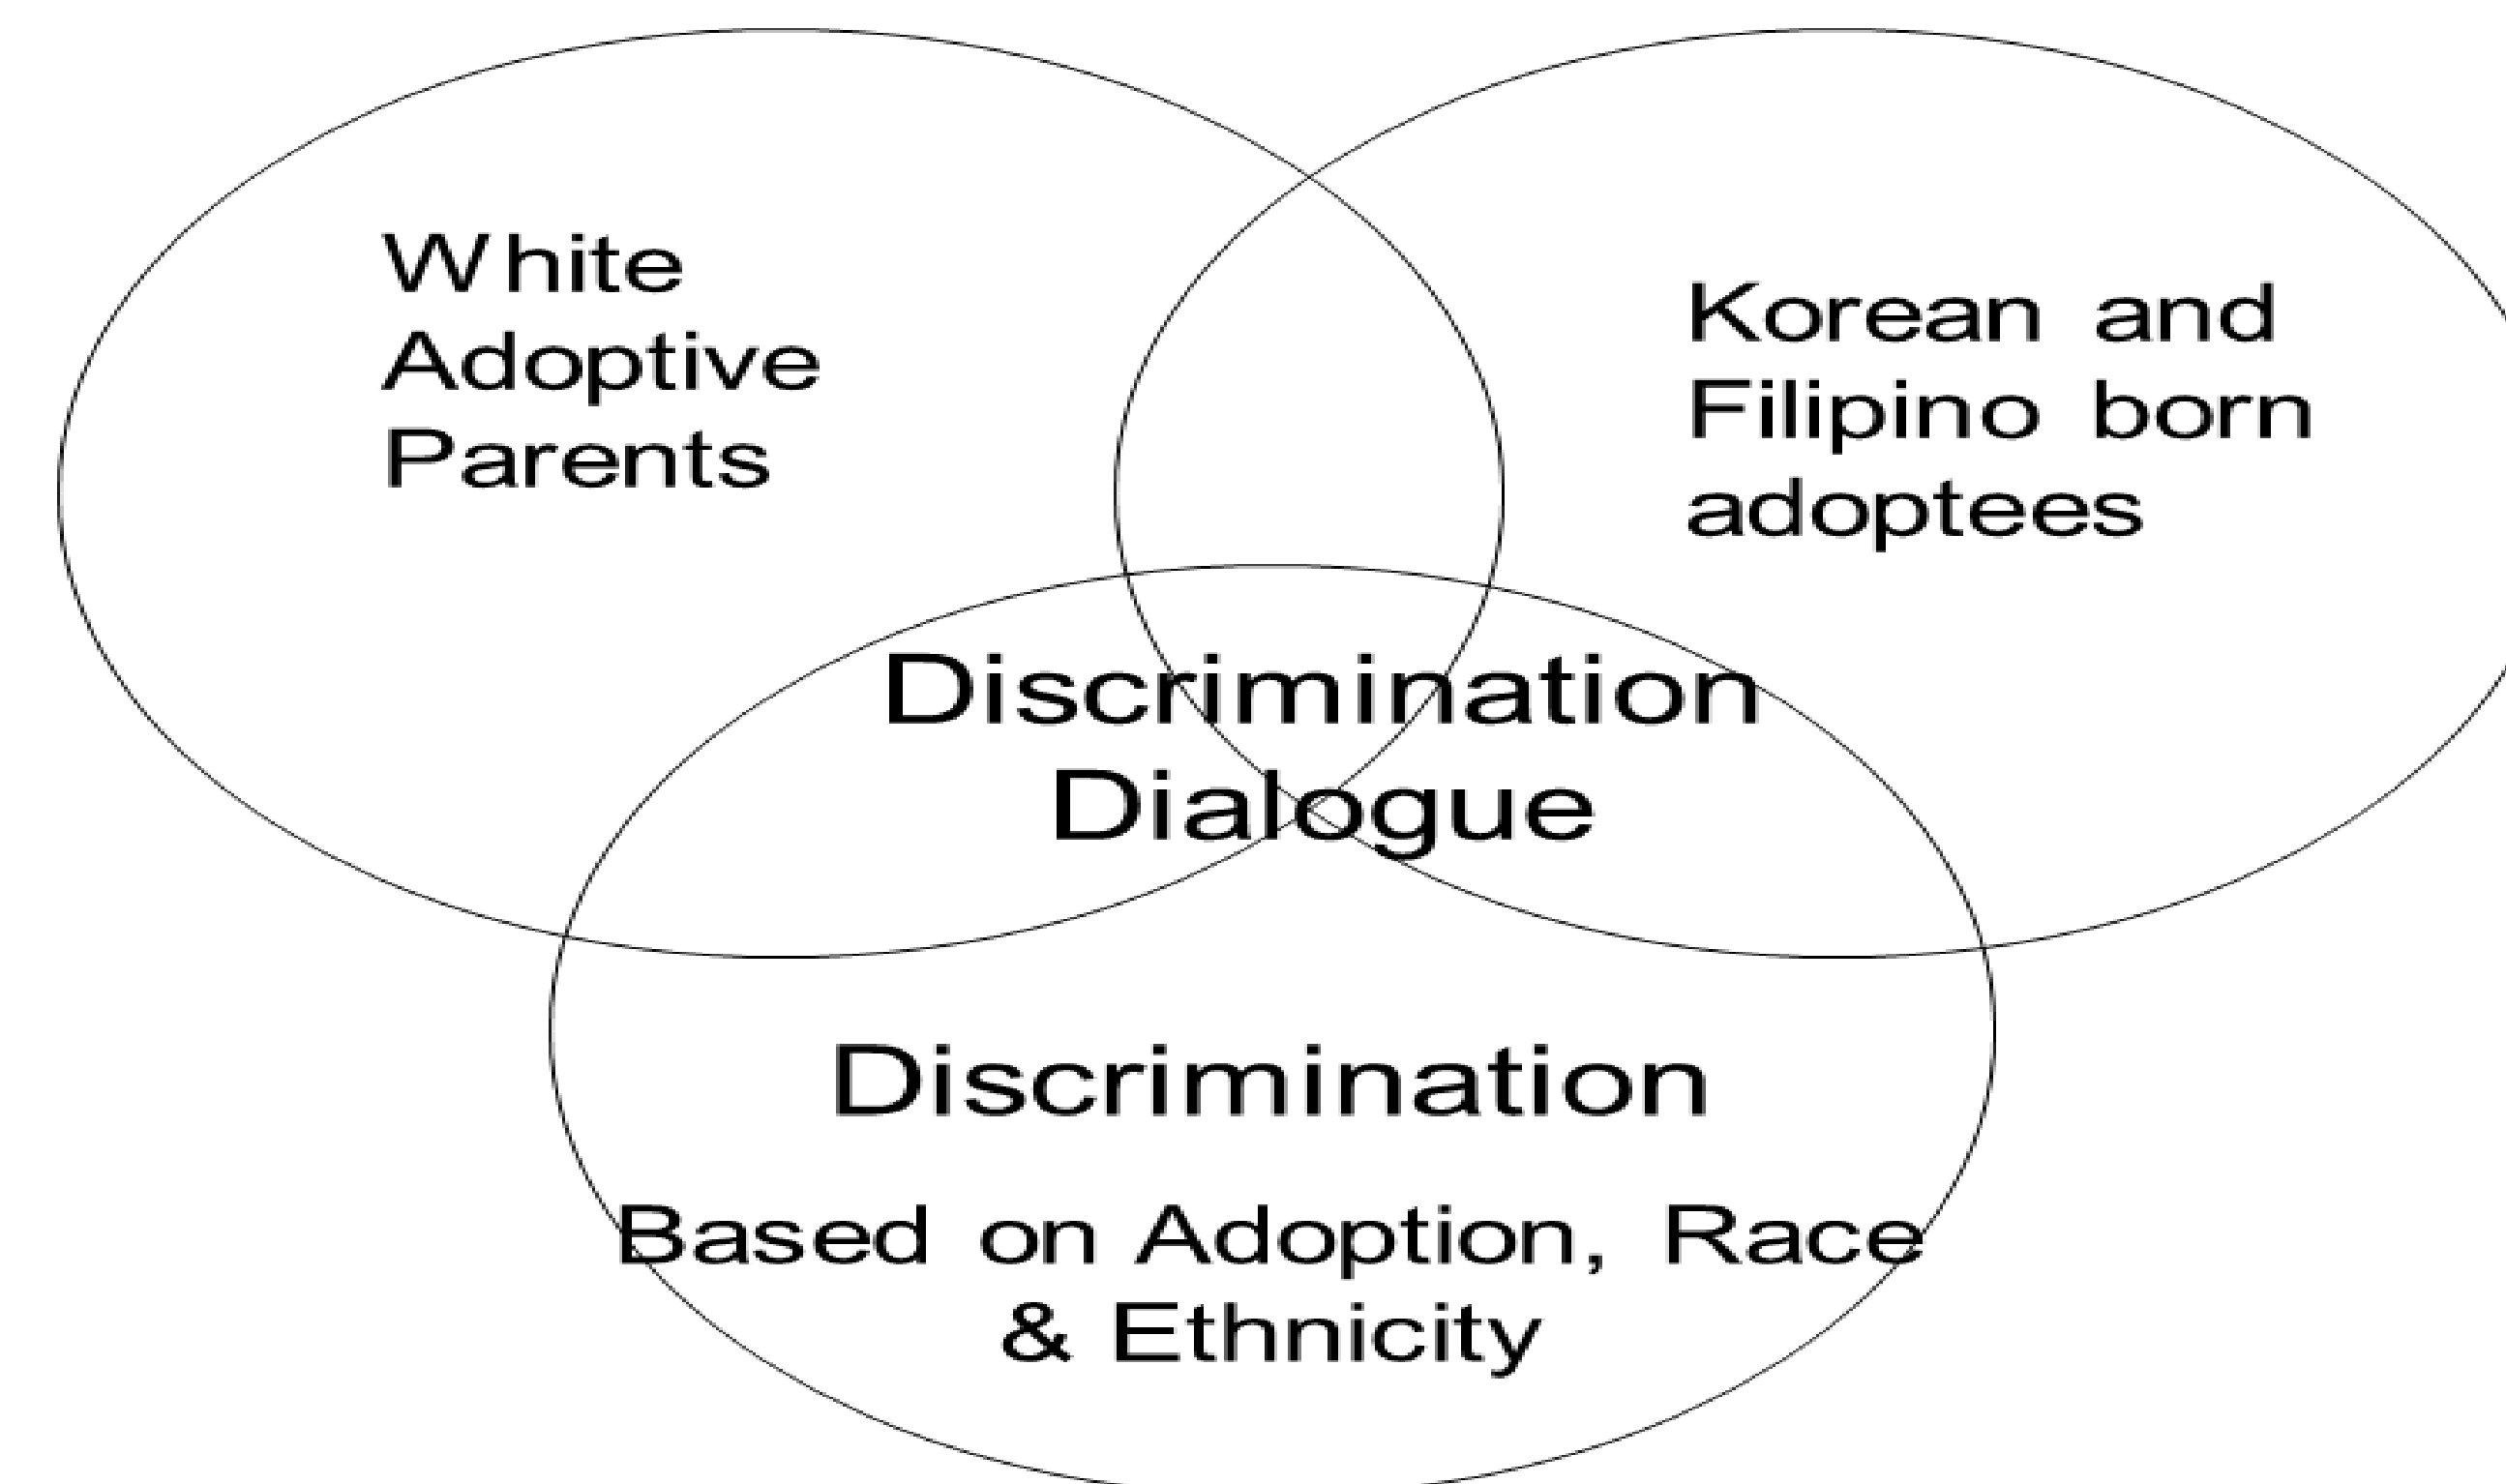 White
Adoptive
Parents
Korean and
Filipino born
adoptees
Discrimination
Dialogue
Discrimination
Based on Adoption, Race
& Ethnicity